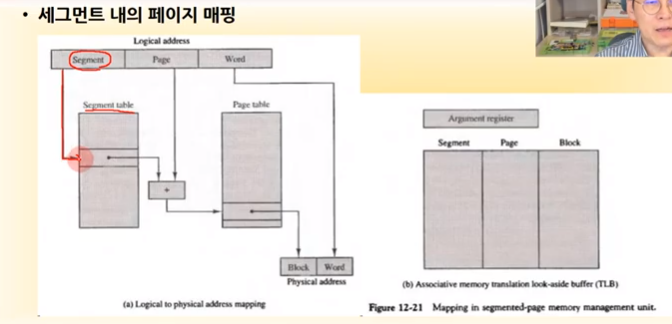 • 세그먼트 내의 페이지 매핑
Logical address
Segment Page Word
Segment table
Page table
+
Block Word
Physical address
(a) Logical to physical address mapping
Argument register
Segment Page Block
(b) Associative memory translation look-aside buffer (TLB)
Figure 12-21 Mapping in segmented-page memory management unit.